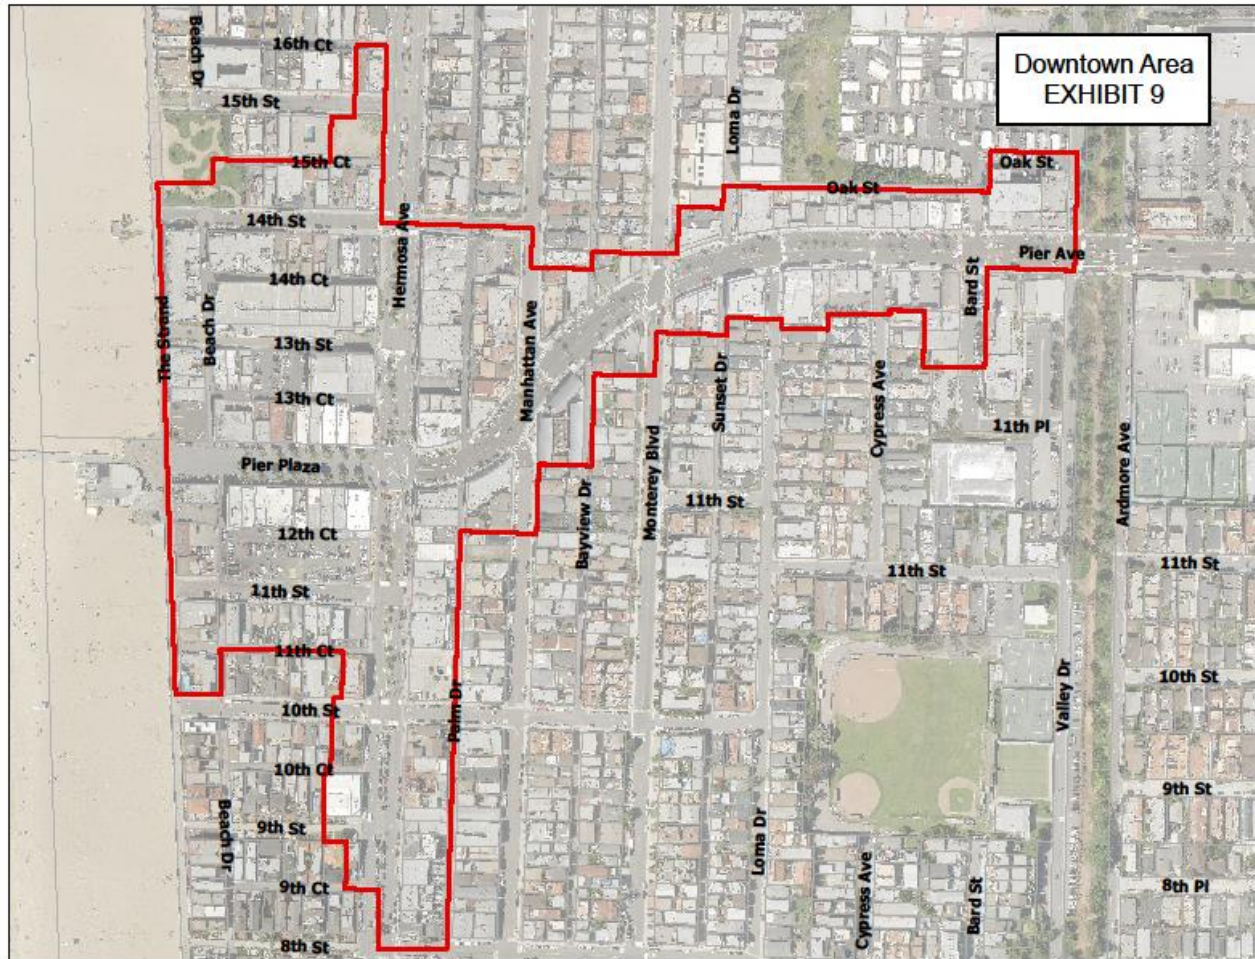 Downtown Area
EXHIBIT 9
Beach Dr
16th Ct
15th St
Loma Dr
15th Ct
Oak St
Oak St
14th St
Hermosa Ave
Pier Ave
14th Ct
Bard St
The Strand
Beach Dr
13th St
Manhattan Ave
13th Ct
Sunset Dr
Cypress Ave
11th Pl
Pier Plaza
Monterey Blvd
Ardmore Ave
11th St
Bayview Dr
12th Ct
11th St
11th St
11th St
11th Ct
10th St
10th St
Palm Dr
Valley Dr
10th Ct
9th St
9th St
Beach Dr
Loma Dr
9th Ct
Cypress Ave
Bard St
8th Pl
8th St